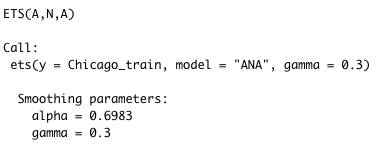 ETS(A,N,A)
Call:
ets(y = Chicago_train, model = "ANA", gamma = 0.3)
Smoothing parameters:
alpha = 0.6983
gamma = 0.3